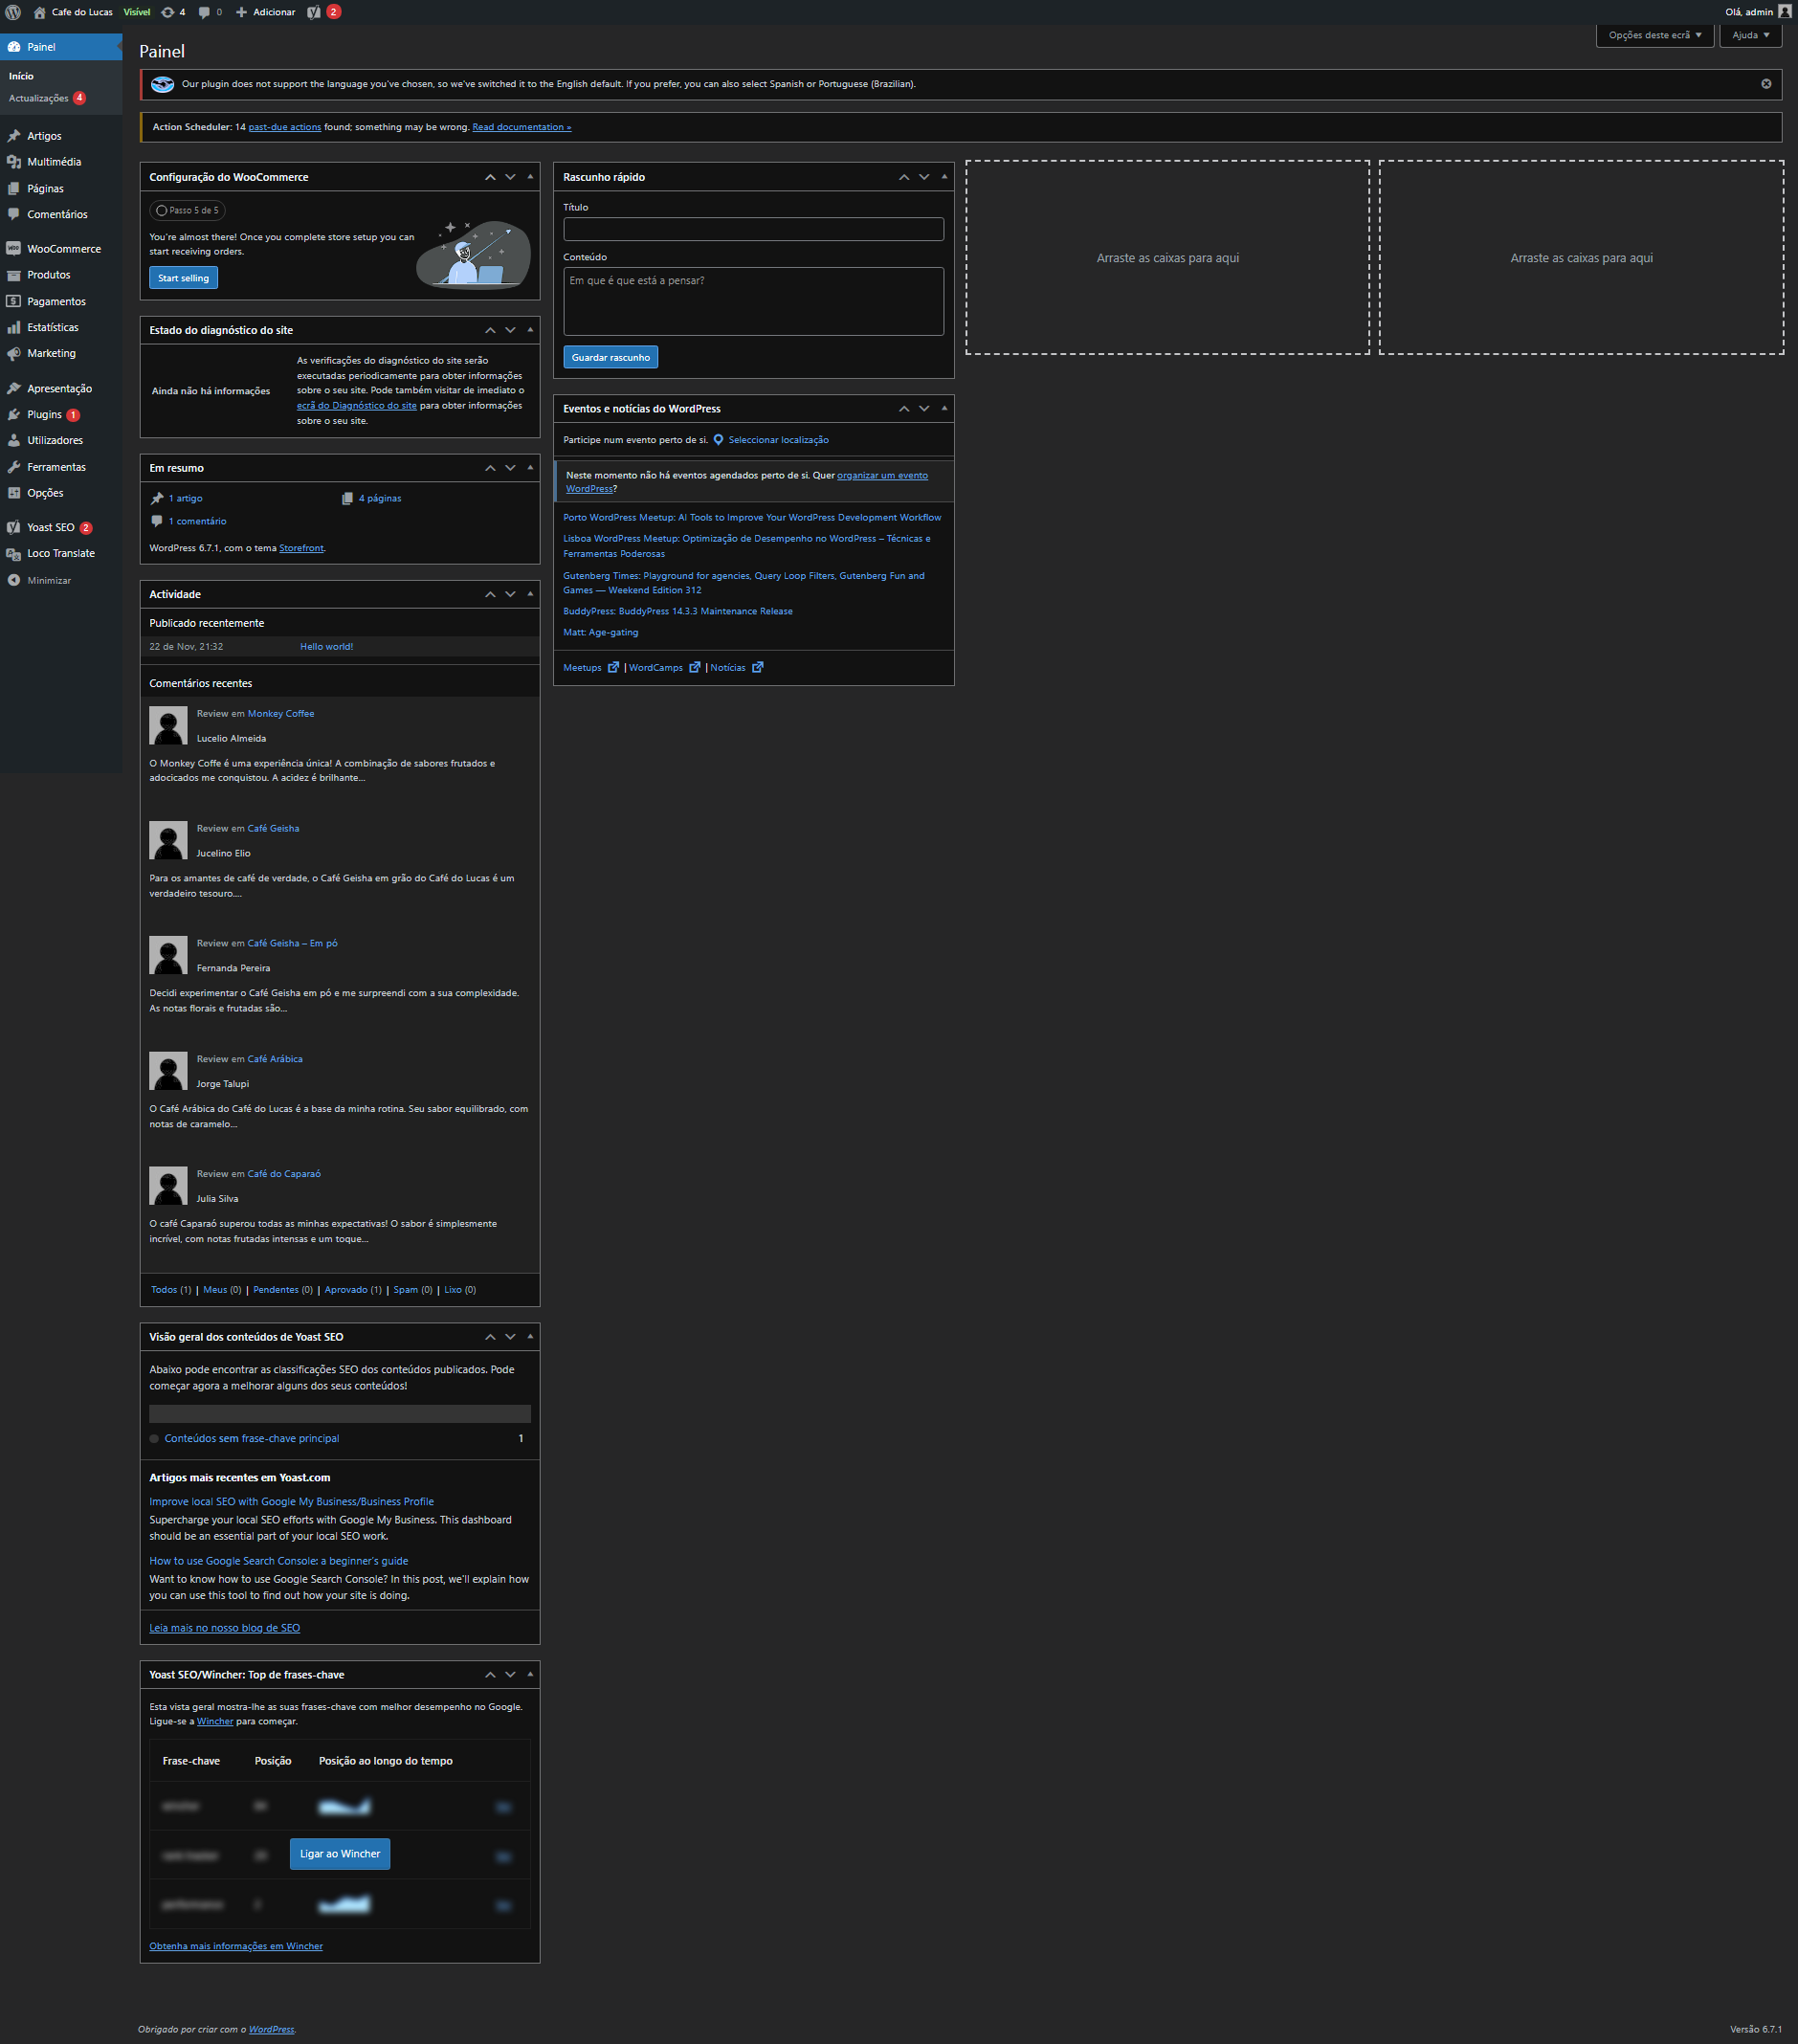 Cafe do Lucas Visível 4 0 Adicionar 2 Olá, admin
Painel
Início
Actualizações 4
Artigos
Multimédia
Páginas
Comentários
WooCommerce
Produtos
Pagamentos
Estatísticas
Marketing
Apresentação
Plugins 1
Utilizadores
Ferramentas
Opções
Yoast SEO 2
Loco Translate
Minimizar
Opções deste ecrã Ajuda
Painel
Our plugin does not support the language you've chosen, so we've switched it to the English default. If you prefer, you can also select Spanish or Portuguese (Brazilian).
Action Scheduler: 14 past-due actions found; something may be wrong. Read documentation »
Configuração do WooCommerce
Passo 5 de 5
You're almost there! Once you complete store setup you can
start receiving orders.
Start selling
Estado do diagnóstico do site
Ainda não há informações
As verificações do diagnóstico do site serão
executadas periodicamente para obter informações
sobre o seu site. Pode também visitar de imediato o
ecrã do Diagnóstico do site para obter informações
sobre o seu site.
Em resumo
1 artigo 4 páginas
1 comentário
WordPress 6.7.1, com o tema Storefront.
Actividade
Publicado recentemente
22 de Nov, 21:32 Hello world!
Comentários recentes
Review em Monkey Coffee
Lucelio Almeida
O Monkey Coffe é uma experiência única! A combinação de sabores frutados e
adocicados me conquistou. A acidez é brilhante...
Review em Café Geisha
Jucelino Elio
Para os amantes de café de verdade, o Café Geisha em grão do Café do Lucas é um
verdadeiro tesouro....
Review em Café Geisha – Em pó
Fernanda Pereira
Decidi experimentar o Café Geisha em pó e me surpreendi com a sua complexidade.
As notas florais e frutadas são...
Review em Café Arábica
Jorge Talupi
O Café Arábica do Café do Lucas é a base da minha rotina. Seu sabor equilibrado, com
notas de caramelo...
Review em Café do Caparaó
Julia Silva
O café Caparaó superou todas as minhas expectativas! O sabor é simplesmente
incrível, com notas frutadas intensas e um toque...
Todos (1) | Meus (0) | Pendentes (0) | Aprovado (1) | Spam (0) | Lixo (0)
Visão geral dos conteúdos de Yoast SEO
Abaixo pode encontrar as classificações SEO dos conteúdos publicados. Pode
começar agora a melhorar alguns dos seus conteúdos!
Conteúdos sem frase-chave principal 1
Artigos mais recentes em Yoast.com
Improve local SEO with Google My Business/Business Profile
Supercharge your local SEO efforts with Google My Business. This dashboard
should be an essential part of your local SEO work.
How to use Google Search Console: a beginner's guide
Want to know how to use Google Search Console? In this post, we'll explain how
you can use this tool to find out how your site is doing.
Leia mais no nosso blog de SEO
Yoast SEO/Wincher: Top de frases-chave
Esta vista geral mostra-lhe as suas frases-chave com melhor desempenho no Google.
Ligue-se a Wincher para começar.
Frase-chave Posição Posição ao longo do tempo
Ligar ao Wincher
Obtenha mais informações em Wincher
Rascunho rápido
Título
Conteúdo
Em que é que está a pensar?
Guardar rascunho
Eventos e notícias do WordPress
Participe num evento perto de si. Seleccionar localização
Neste momento não há eventos agendados perto de si. Quer organizar um evento
WordPress?
Porto WordPress Meetup: AI Tools to Improve Your WordPress Development Workflow
Lisboa WordPress Meetup: Optimização de Desempenho no WordPress – Técnicas e
Ferramentas Poderosas
Gutenberg Times: Playground for agencies, Query Loop Filters, Gutenberg Fun and
Games — Weekend Edition 312
BuddyPress: BuddyPress 14.3.3 Maintenance Release
Matt: Age-gating
Meetups | WordCamps | Notícias
Arraste as caixas para aqui
Arraste as caixas para aqui
Obrigado por criar com o WordPress. Versão 6.7.1